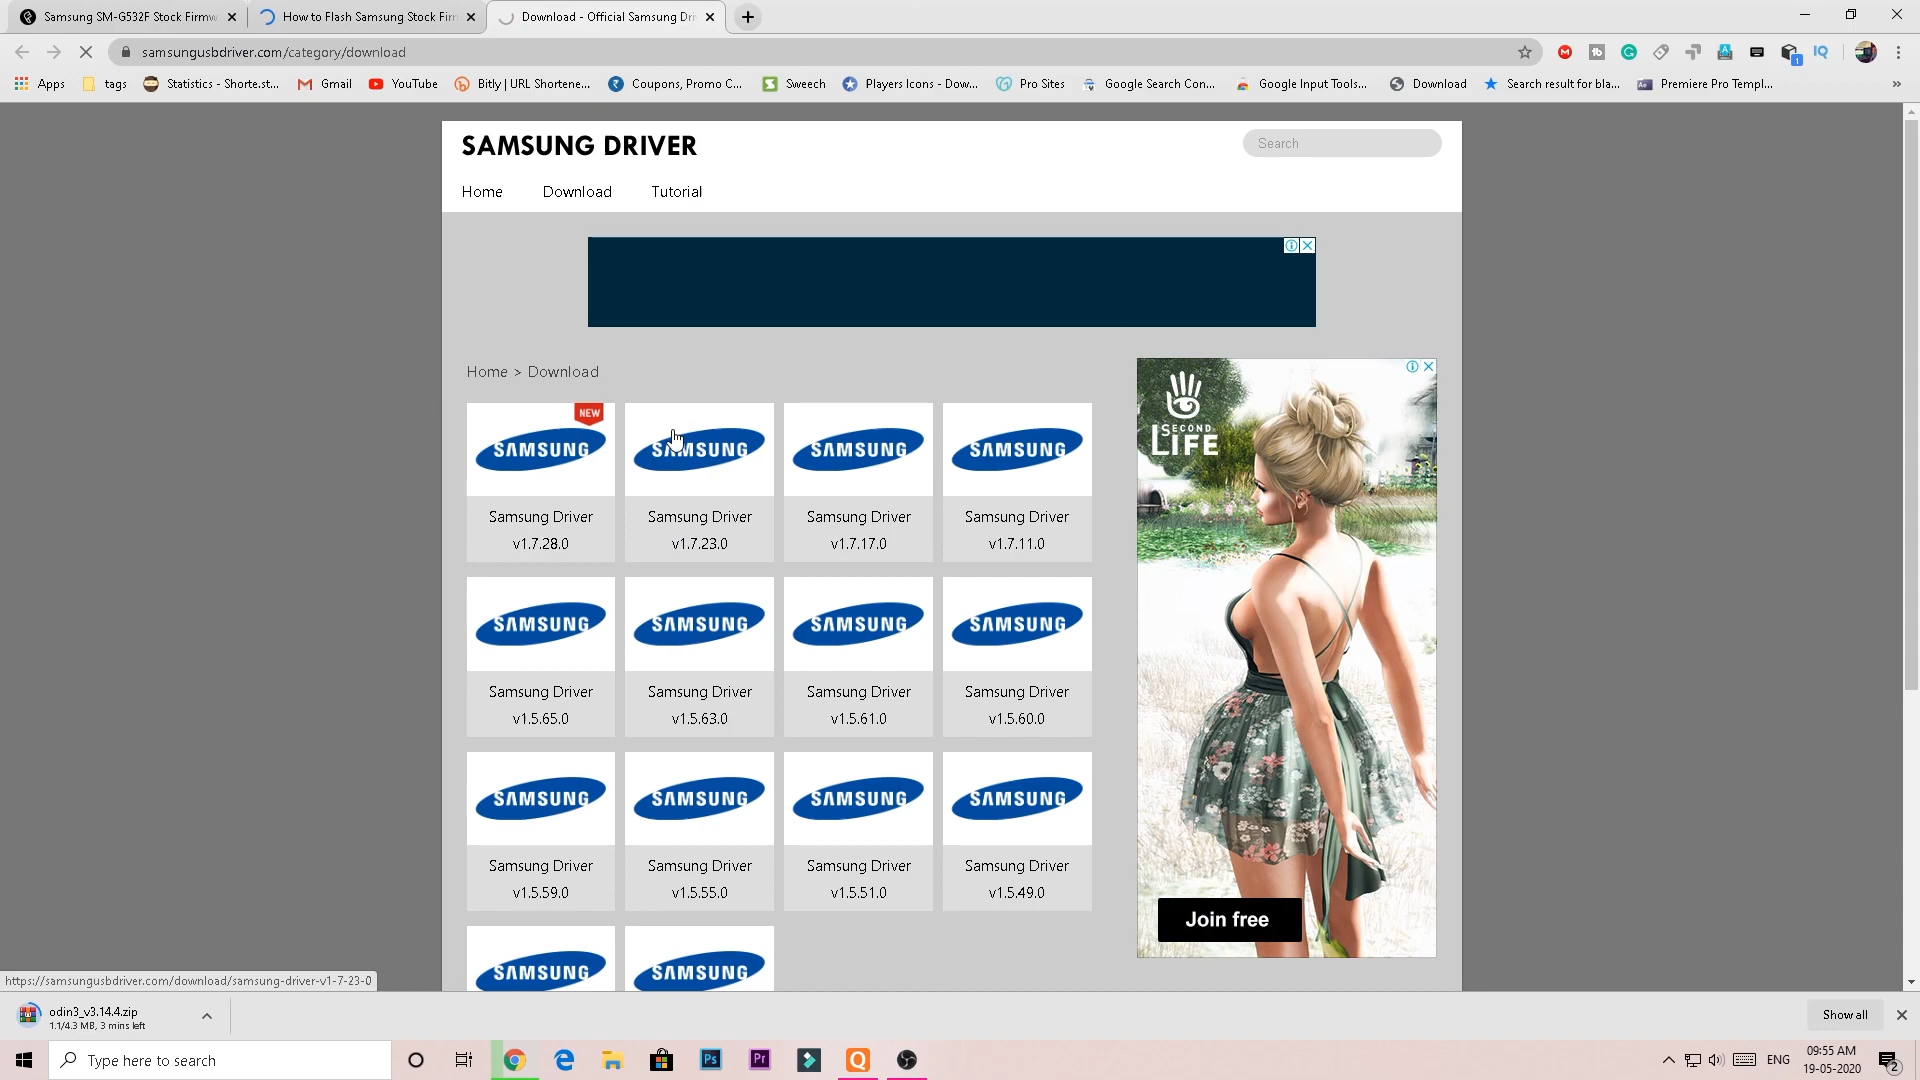 Samsung SM-G532F Stock Firmw
How to Flash Samsung Stock Firm
Download - Official Samsung Dri
samsungusbdriver.com/category/download
Apps
tags
Statistics - Shorte.st...
Gmail
YouTube
Bitly | URL Shortene...
Coupons, Promo C...
Sweech
Players Icons - Dow...
Pro Sites
Google Search Con...
Google Input Tools...
Download
Search result for bla...
Premiere Pro Templ...
SAMSUNG DRIVER
Search
Home
Download
Tutorial
Home > Download
NEW
SAMSUNG
SAMSUNG
SAMSUNG
SAMSUNG
Samsung Driver
v1.7.28.0
Samsung Driver
v1.7.23.0
Samsung Driver
v1.7.17.0
Samsung Driver
v1.7.11.0
SAMSUNG
SAMSUNG
SAMSUNG
SAMSUNG
Samsung Driver
v1.5.65.0
Samsung Driver
v1.5.63.0
Samsung Driver
v1.5.61.0
Samsung Driver
v1.5.60.0
SAMSUNG
SAMSUNG
SAMSUNG
SAMSUNG
Samsung Driver
v1.5.59.0
Samsung Driver
v1.5.55.0
Samsung Driver
v1.5.51.0
Samsung Driver
v1.5.49.0
SAMSUNG
SAMSUNG
SECOND
LIFE
Join free
https://samsungusbdriver.com/download/samsung-driver-v1-7-23-0
odin3_v3.14.4.zip
1.1/4.3 MB, 3 mins left
Show all
Type here to search
Ps
Pr
ENG
09:55 AM
19-05-2020
2